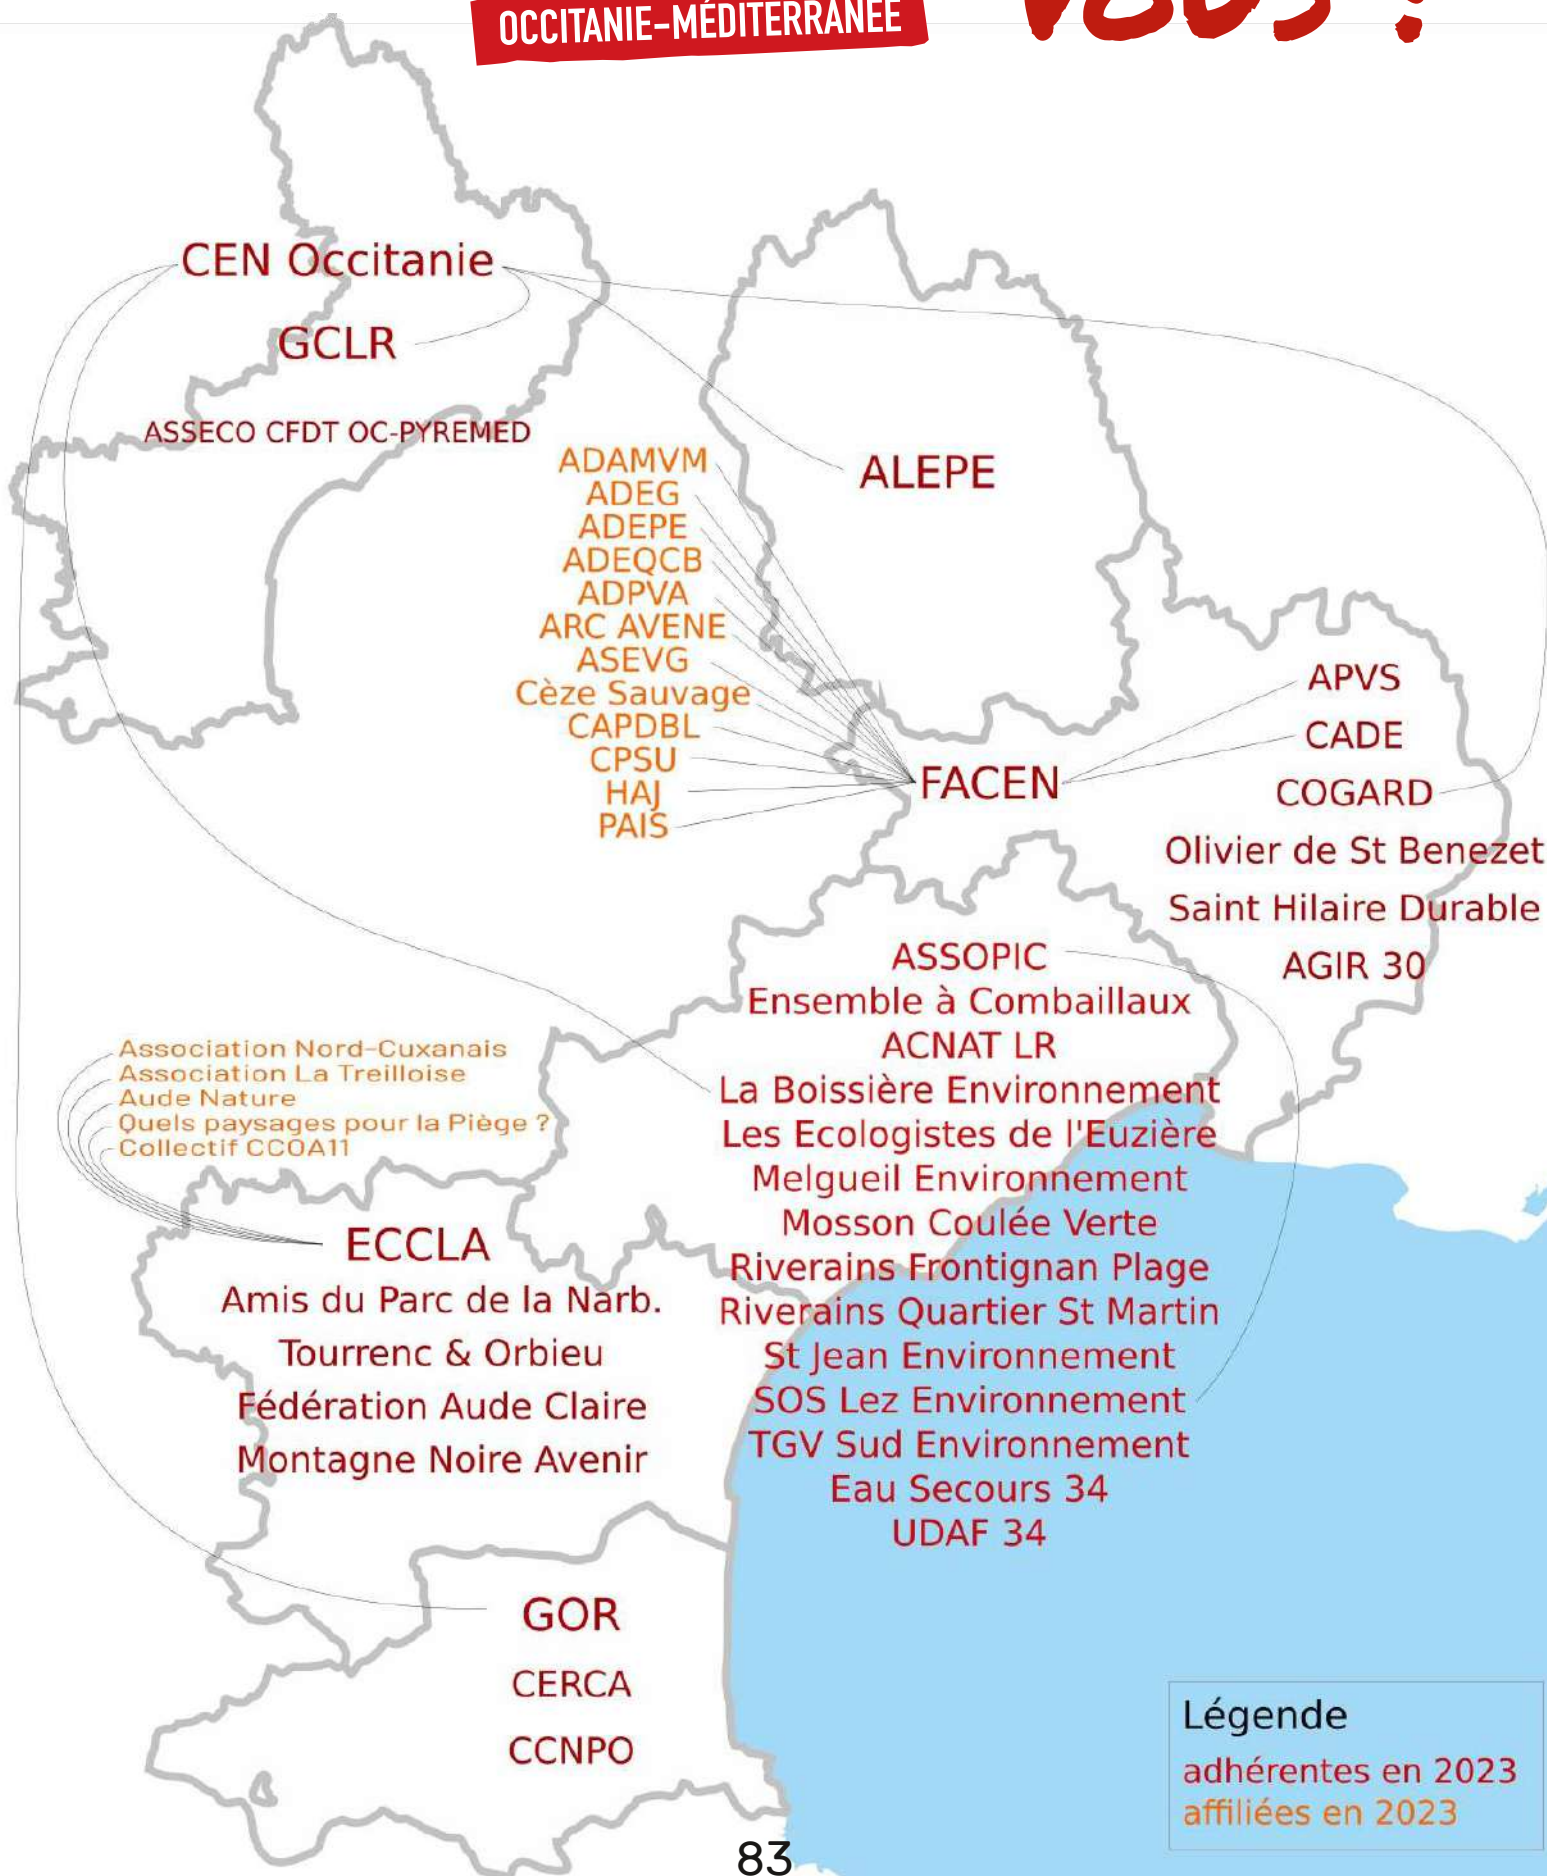 OCCITANIE-MÉDITERRANÉE
VOUS !
CEN Occitanie
GCLR
ASSECO CFDT OC-PYREMED
ADAMVM
ADEG
ADEPE
ADEQCB
ADPVA
ARC AVENE
ASEVG
Cèze Sauvage
CAPDBL
CPSU
HAJ
PAIS
ALEPE
FACEN
APVS
CADE
COGARD
Olivier de St Benezet
Saint Hilaire Durable
AGIR 30
ASSOPIC
Ensemble à Combaillaux
ACNAT LR
La Boissière Environnement
Les Ecologistes de l'Euzière
Melgueil Environnement
Mosson Coulée Verte
Riverains Frontignan Plage
Riverains Quartier St Martin
St Jean Environnement
SOS Lez Environnement
TGV Sud Environnement
Eau Secours 34
UDAF 34
Association Nord-Cuxanais
Association La Treilloise
Aude Nature
Quels paysages pour la Piège ?
Collectif CCOA11
ECCLA
Amis du Parc de la Narb.
Tourrenc & Orbieu
Fédération Aude Claire
Montagne Noire Avenir
GOR
CERCA
CCNPO
Légende
adhérentes en 2023
affiliées en 2023
83